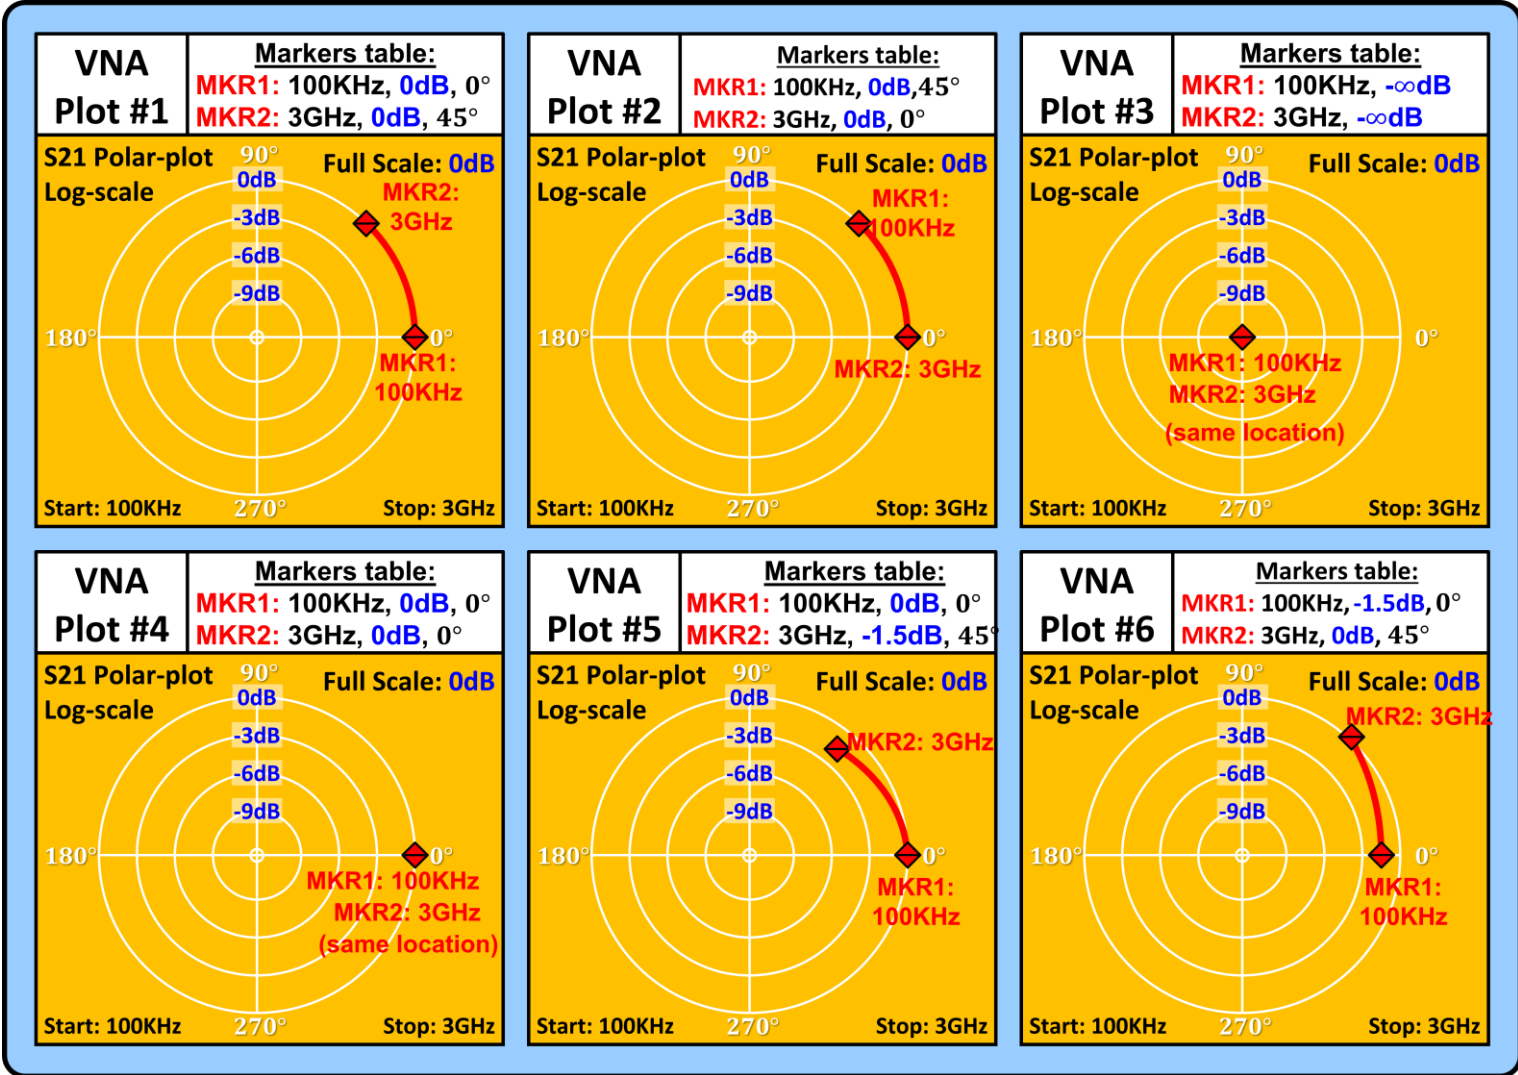 VNA
Plot #1
Markers table:
MKR1: 100KHz, 0dB, 0°
MKR2: 3GHz, 0dB, 45°
S21 Polar-plot
Log-scale
90°
Full Scale: 0dB
0dB
-3dB
-6dB
-9dB
MKR2:
3GHz
180°
0°
MKR1:
100KHz
Start: 100KHz
270°
Stop: 3GHz
VNA
Plot #2
Markers table:
MKR1: 100KHz, 0dB,45°
MKR2: 3GHz, 0dB, 0°
S21 Polar-plot
Log-scale
90°
Full Scale: 0dB
0dB
-3dB
-6dB
-9dB
MKR1:
100KHz
180°
0°
MKR2: 3GHz
Start: 100KHz
270°
Stop: 3GHz
VNA
Plot #3
Markers table:
MKR1: 100KHz, -∞dB
MKR2: 3GHz, -∞dB
S21 Polar-plot
Log-scale
90°
Full Scale: 0dB
0dB
-3dB
-6dB
-9dB
180°
0°
MKR1: 100KHz
MKR2: 3GHz
(same location)
Start: 100KHz
270°
Stop: 3GHz
VNA
Plot #4
Markers table:
MKR1: 100KHz, 0dB, 0°
MKR2: 3GHz, 0dB, 0°
S21 Polar-plot
Log-scale
90°
Full Scale: 0dB
0dB
-3dB
-6dB
-9dB
180°
0°
MKR1: 100KHz
MKR2: 3GHz
(same location)
Start: 100KHz
270°
Stop: 3GHz
VNA
Plot #5
Markers table:
MKR1: 100KHz, 0dB, 0°
MKR2: 3GHz, -1.5dB, 45°
S21 Polar-plot
Log-scale
90°
Full Scale: 0dB
0dB
-3dB
-6dB
-9dB
MKR2: 3GHz
180°
0°
MKR1:
100KHz
Start: 100KHz
270°
Stop: 3GHz
VNA
Plot #6
Markers table:
MKR1: 100KHz, -1.5dB, 0°
MKR2: 3GHz, 0dB, 45°
S21 Polar-plot
Log-scale
90°
Full Scale: 0dB
0dB
-3dB
-6dB
-9dB
MKR2: 3GHz
180°
0°
MKR1:
100KHz
Start: 100KHz
270°
Stop: 3GHz